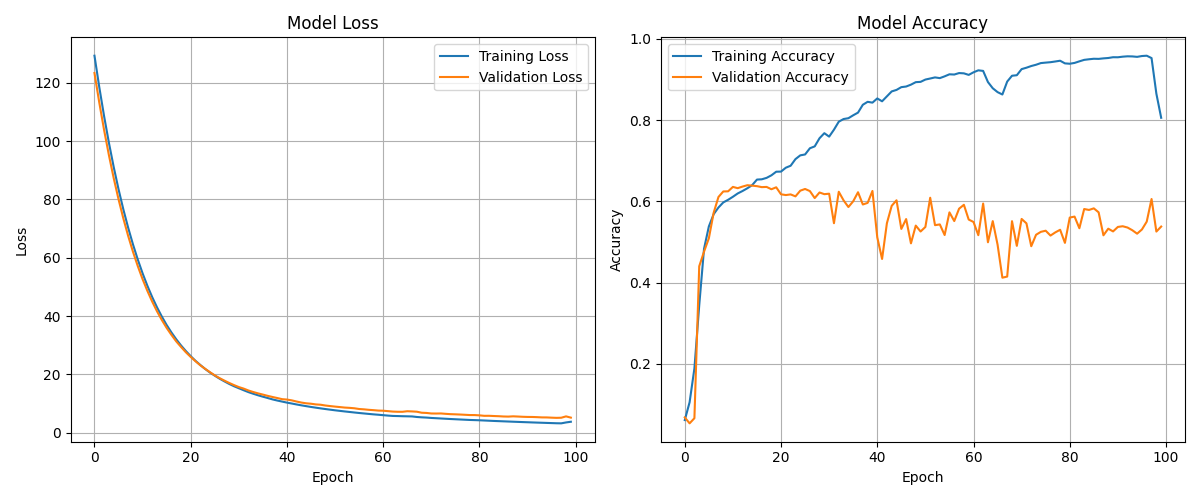 Model Loss
Training Loss
Validation Loss
120
100
80
60
40
20
0
Loss
0 20 40 60 80 100
Epoch
Model Accuracy
Training Accuracy
Validation Accuracy
1.0
0.8
0.6
0.4
0.2
Accuracy
0 20 40 60 80 100
Epoch